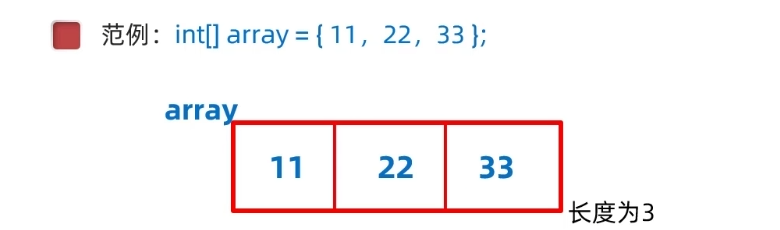 范例：int[] array = { 11，22，33 };
array
11 22 33
长度为3